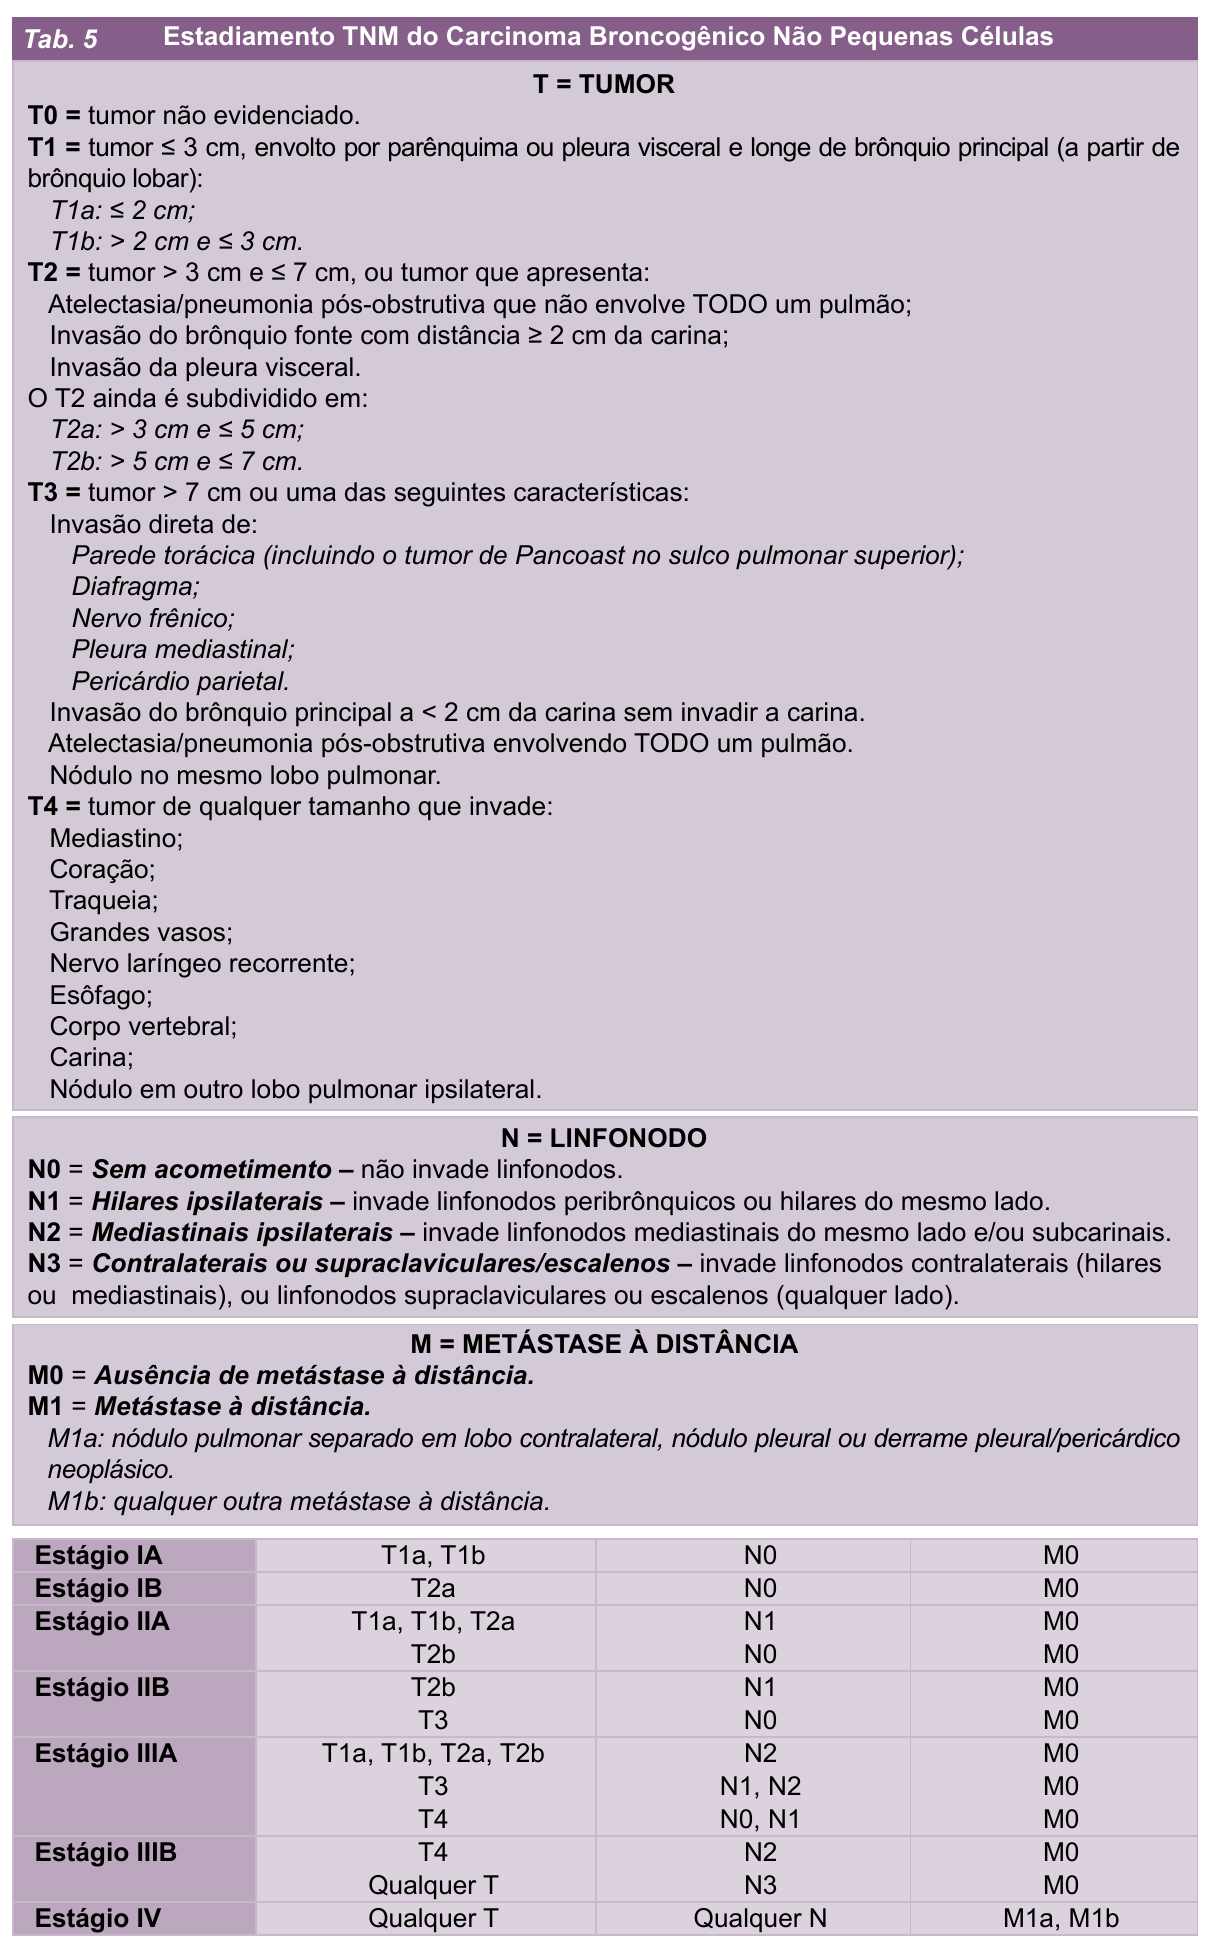 Tab. 5 Estadiamento TNM do Carcinoma Broncogênico Não Pequenas Células
T = TUMOR
T0 = tumor não evidenciado.
T1 = tumor ≤ 3 cm, envolto por parênquima ou pleura visceral e longe de brônquio principal (a partir de
brônquio lobar):
T1a: ≤ 2 cm;
T1b: > 2 cm e ≤ 3 cm.
T2 = tumor > 3 cm e ≤ 7 cm, ou tumor que apresenta:
Atelectasia/pneumonia pós-obstrutiva que não envolve TODO um pulmão;
Invasão do brônquio fonte com distância ≥ 2 cm da carina;
Invasão da pleura visceral.
O T2 ainda é subdividido em:
T2a: > 3 cm e ≤ 5 cm;
T2b: > 5 cm e ≤ 7 cm.
T3 = tumor > 7 cm ou uma das seguintes características:
Invasão direta de:
Parede torácica (incluindo o tumor de Pancoast no sulco pulmonar superior);
Diafragma;
Nervo frênico;
Pleura mediastinal;
Pericárdio parietal.
Invasão do brônquio principal a < 2 cm da carina sem invadir a carina.
Atelectasia/pneumonia pós-obstrutiva envolvendo TODO um pulmão.
Nódulo no mesmo lobo pulmonar.
T4 = tumor de qualquer tamanho que invade:
Mediastino;
Coração;
Traqueia;
Grandes vasos;
Nervo laríngeo recorrente;
Esôfago;
Corpo vertebral;
Carina;
Nódulo em outro lobo pulmonar ipsilateral.
N = LINFONODO
N0 = Sem acometimento – não invade linfonodos.
N1 = Hilares ipsilaterais – invade linfonodos peribrônquicos ou hilares do mesmo lado.
N2 = Mediastinais ipsilaterais – invade linfonodos mediastinais do mesmo lado e/ou subcarinais.
N3 = Contralaterais ou supraclaviculares/escalenos – invade linfonodos contralaterais (hilares
ou mediastinais), ou linfonodos supraclaviculares ou escalenos (qualquer lado).
M = METÁSTASE À DISTÂNCIA
M0 = Ausência de metástase à distância.
M1 = Metástase à distância.
M1a: nódulo pulmonar separado em lobo contralateral, nódulo pleural ou derrame pleural/pericárdico
neoplásico.
M1b: qualquer outra metástase à distância.
Estágio IA T1a, T1b N0 M0
Estágio IB T2a N0 M0
Estágio IIA T1a, T1b, T2a N1 M0
T2b N0 M0
Estágio IIB T2b N1 M0
T3 N0 M0
Estágio IIIA T1a, T1b, T2a, T2b N2 M0
T3 N1, N2 M0
T4 N0, N1 M0
Estágio IIIB T4 N2 M0
Qualquer T N3 M0
Estágio IV Qualquer T Qualquer N M1a, M1b